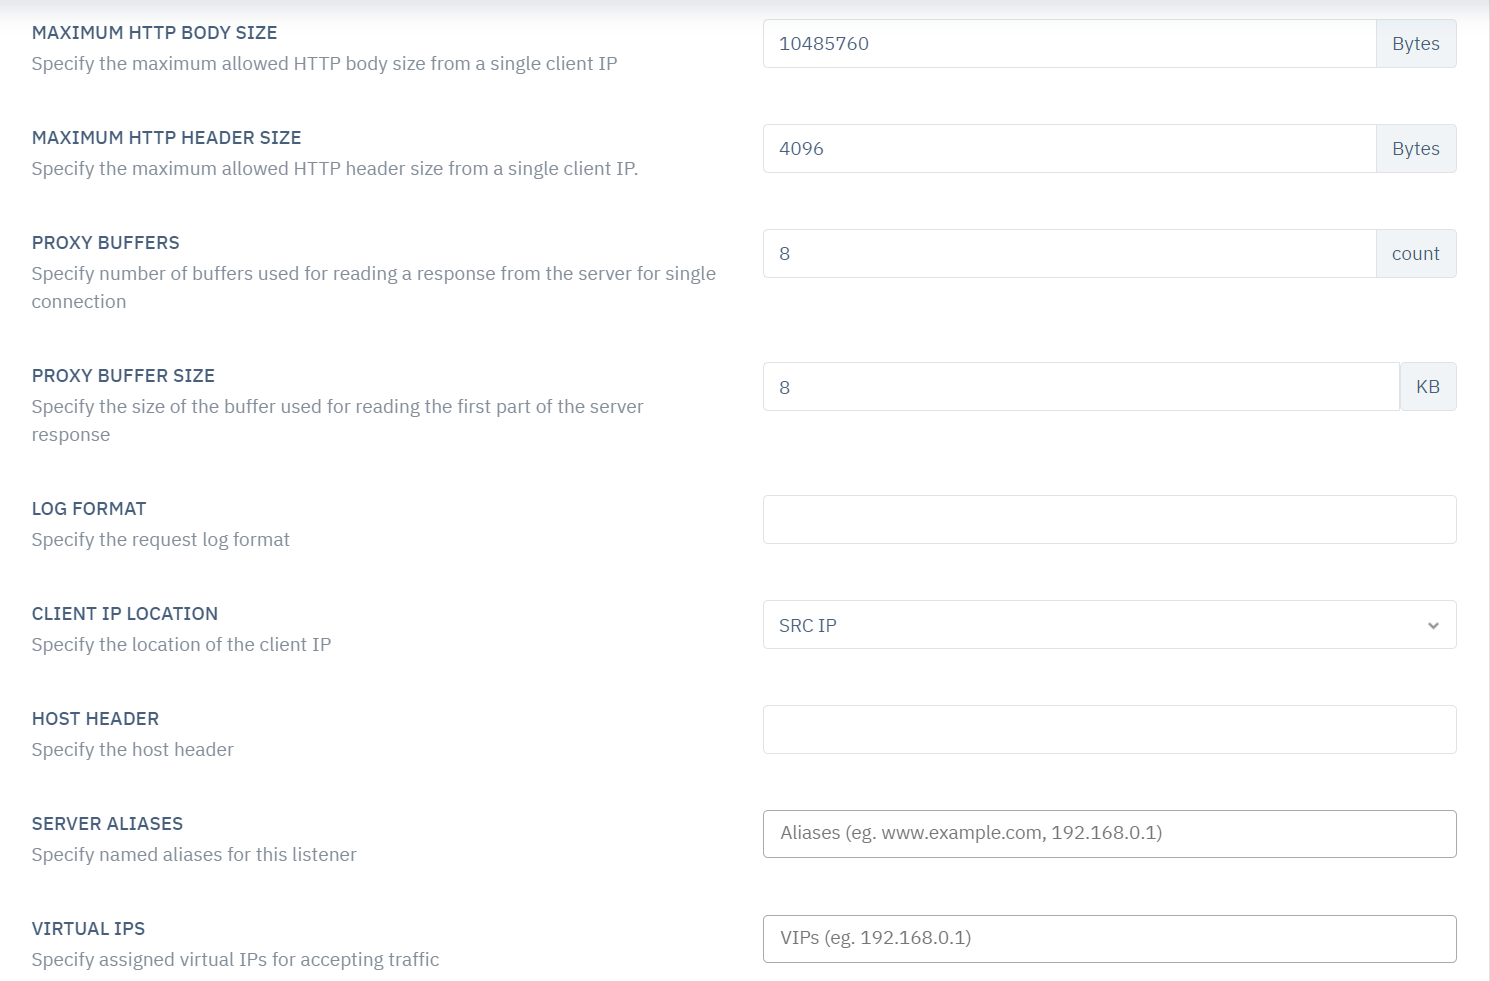 MAXIMUM HTTP BODY SIZE
Specify the maximum allowed HTTP body size from a single client IP
10485760
Bytes
MAXIMUM HTTP HEADER SIZE
Specify the maximum allowed HTTP header size from a single client IP.
4096
Bytes
PROXY BUFFERS
Specify number of buffers used for reading a response from the server for single
connection
8
count
PROXY BUFFER SIZE
Specify the size of the buffer used for reading the first part of the server
response
8
KB
LOG FORMAT
Specify the request log format
CLIENT IP LOCATION
Specify the location of the client IP
SRC IP
HOST HEADER
Specify the host header
SERVER ALIASES
Specify named aliases for this listener
Aliases (eg. www.example.com, 192.168.0.1)
VIRTUAL IPS
Specify assigned virtual IPs for accepting traffic
VIPs (eg. 192.168.0.1)